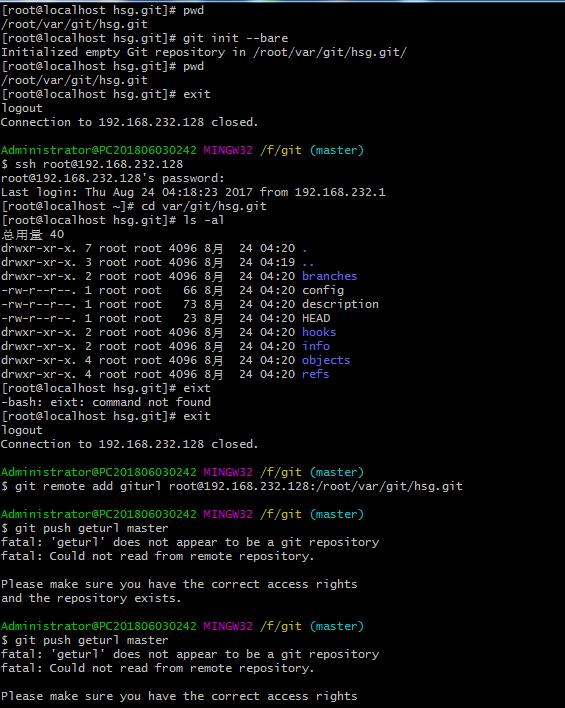 [root@localhost hsg.git]# pwd
/root/var/git/hsg.git
[root@localhost hsg.git]# git init --bare
Initialized empty Git repository in /root/var/git/hsg.git/
[root@localhost hsg.git]# pwd
/root/var/git/hsg.git
[root@localhost hsg.git]# exit
logout
Connection to 192.168.232.128 closed.
Administrator@PC201806030242 MINGW32 /f/git (master)
$ ssh root@192.168.232.128
root@192.168.232.128's password:
Last login: Thu Aug 24 04:18:23 2017 from 192.168.232.1
[root@localhost ~]# cd var/git/hsg.git
[root@localhost hsg.git]# ls -al
总用量 40
drwxr-xr-x. 7 root root 4096 8月  24 04:20 .
drwxr-xr-x. 3 root root 4096 8月  24 04:19 ..
drwxr-xr-x. 2 root root 4096 8月  24 04:20 branches
-rw-r--r--. 1 root root   66 8月  24 04:20 config
-rw-r--r--. 1 root root   73 8月  24 04:20 description
-rw-r--r--. 1 root root   23 8月  24 04:20 HEAD
drwxr-xr-x. 2 root root 4096 8月  24 04:20 hooks
drwxr-xr-x. 2 root root 4096 8月  24 04:20 info
drwxr-xr-x. 4 root root 4096 8月  24 04:20 objects
drwxr-xr-x. 4 root root 4096 8月  24 04:20 refs
[root@localhost hsg.git]# eixt
-bash: eixt: command not found
[root@localhost hsg.git]# exit
logout
Connection to 192.168.232.128 closed.
Administrator@PC201806030242 MINGW32 /f/git (master)
$ git remote add giturl root@192.168.232.128:/root/var/git/hsg.git
Administrator@PC201806030242 MINGW32 /f/git (master)
$ git push geturl master
fatal: 'geturl' does not appear to be a git repository
fatal: Could not read from remote repository.
Please make sure you have the correct access rights
and the repository exists.
Administrator@PC201806030242 MINGW32 /f/git (master)
$ git push geturl master
fatal: 'geturl' does not appear to be a git repository
fatal: Could not read from remote repository.
Please make sure you have the correct access rights